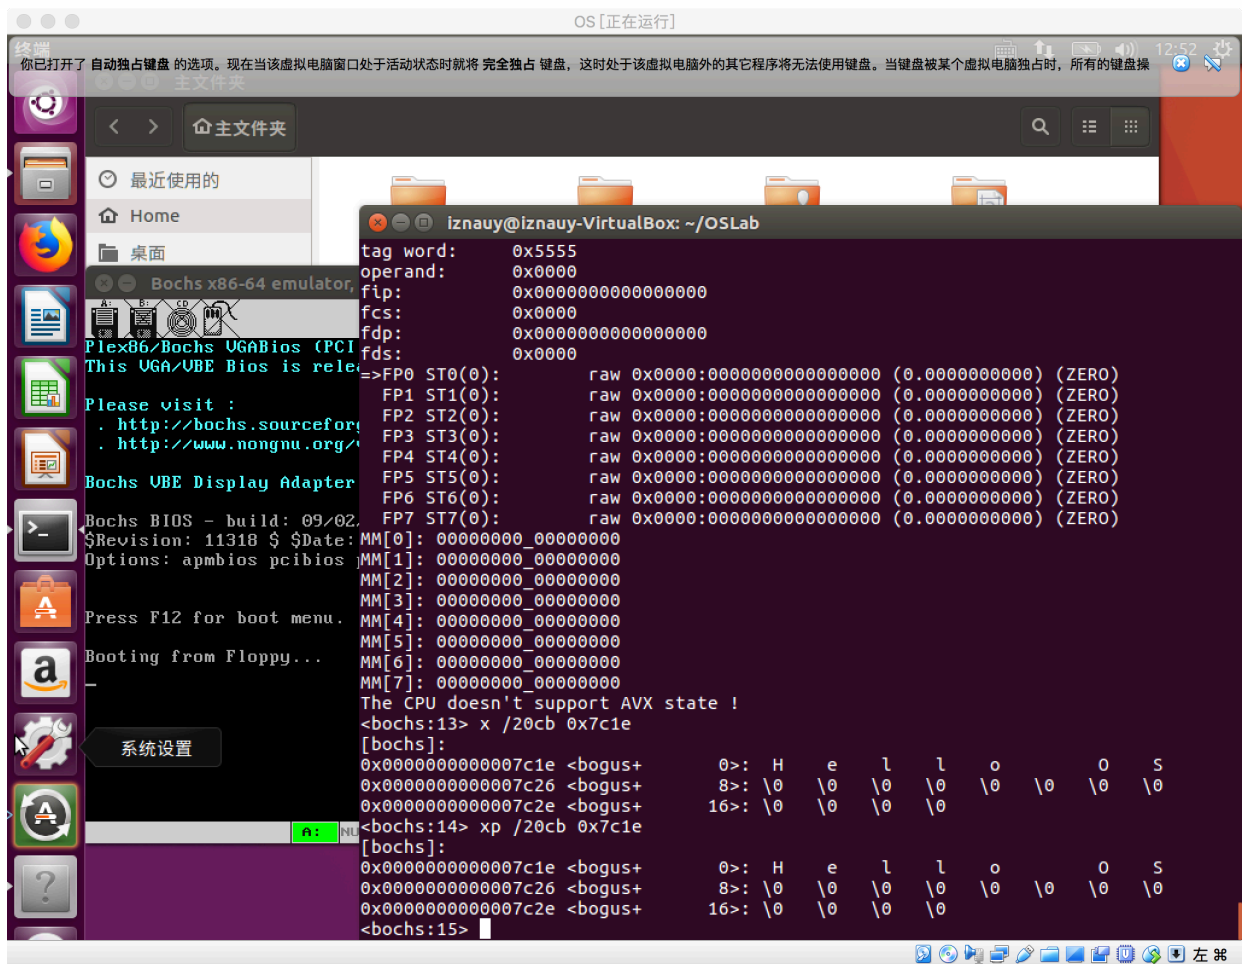 OS [正在运行]
终端
12:52
你已打开了 自动独占键盘 的选项。现在当该虚拟电脑窗口处于活动状态时就将 完全独占 键盘，这时处于该虚拟电脑外的其它程序将无法使用键盘。当键盘被某个虚拟电脑独占时，所有的键盘操
主文件夹
主文件夹
最近使用的
Home
桌面
Bochs x86-64 emulator,
A:
B:
CD
Plex86/Bochs VGABios (PCI
This VGA/VBE Bios is rele
Please visit :
. http://bochs.sourcefor
. http://www.nongnu.org/
Bochs VBE Display Adapter
Bochs BIOS - build: 09/02
$Revision: 11318 $ $Date:
Options: apmbios pcibios
Press F12 for boot menu.
Booting from Floppy...
系统设置
A:
NU
iznauy@iznauy-VirtualBox: ~/OSLab
tag word:      0x5555
operand:       0x0000
fip:           0x0000000000000000
fcs:           0x0000
fdp:           0x0000000000000000
fds:           0x0000
=>FP0 ST0(0):        raw 0x0000:0000000000000000 (0.0000000000) (ZERO)
  FP1 ST1(0):        raw 0x0000:0000000000000000 (0.0000000000) (ZERO)
  FP2 ST2(0):        raw 0x0000:0000000000000000 (0.0000000000) (ZERO)
  FP3 ST3(0):        raw 0x0000:0000000000000000 (0.0000000000) (ZERO)
  FP4 ST4(0):        raw 0x0000:0000000000000000 (0.0000000000) (ZERO)
  FP5 ST5(0):        raw 0x0000:0000000000000000 (0.0000000000) (ZERO)
  FP6 ST6(0):        raw 0x0000:0000000000000000 (0.0000000000) (ZERO)
  FP7 ST7(0):        raw 0x0000:0000000000000000 (0.0000000000) (ZERO)
MM[0]: 00000000_00000000
MM[1]: 00000000_00000000
MM[2]: 00000000_00000000
MM[3]: 00000000_00000000
MM[4]: 00000000_00000000
MM[5]: 00000000_00000000
MM[6]: 00000000_00000000
MM[7]: 00000000_00000000
The CPU doesn't support AVX state !
<bochs:13> x /20cb 0x7c1e
[bochs]:
0x0000000000007c1e <bogus+       0>:  H    e    l    l    o         O    S
0x0000000000007c26 <bogus+       8>: \0   \0   \0   \0   \0   \0   \0   \0
0x0000000000007c2e <bogus+      16>: \0   \0   \0   \0
<bochs:14> xp /20cb 0x7c1e
[bochs]:
0x0000000000007c1e <bogus+       0>:  H    e    l    l    o         O    S
0x0000000000007c26 <bogus+       8>: \0   \0   \0   \0   \0   \0   \0   \0
0x0000000000007c2e <bogus+      16>: \0   \0   \0   \0
<bochs:15>
左 ⌘